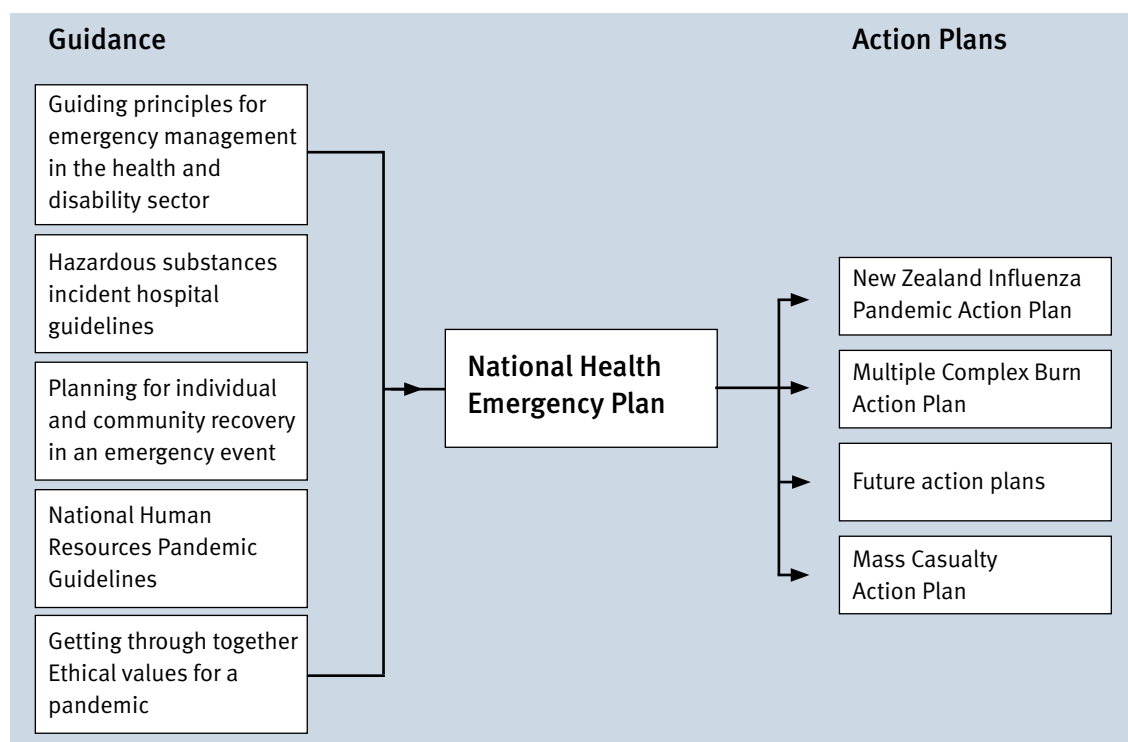 Guidance
Guiding principles for
emergency management
in the health and
disability sector
Hazardous substances
incident hospital
guidelines
Planning for individual
and community recovery
in an emergency event
National Human
Resources Pandemic
Guidelines
Getting through together
Ethical values for a
pandemic
National Health
Emergency Plan
Action Plans
New Zealand Influenza
Pandemic Action Plan
Multiple Complex Burn
Action Plan
Future action plans
Mass Casualty
Action Plan